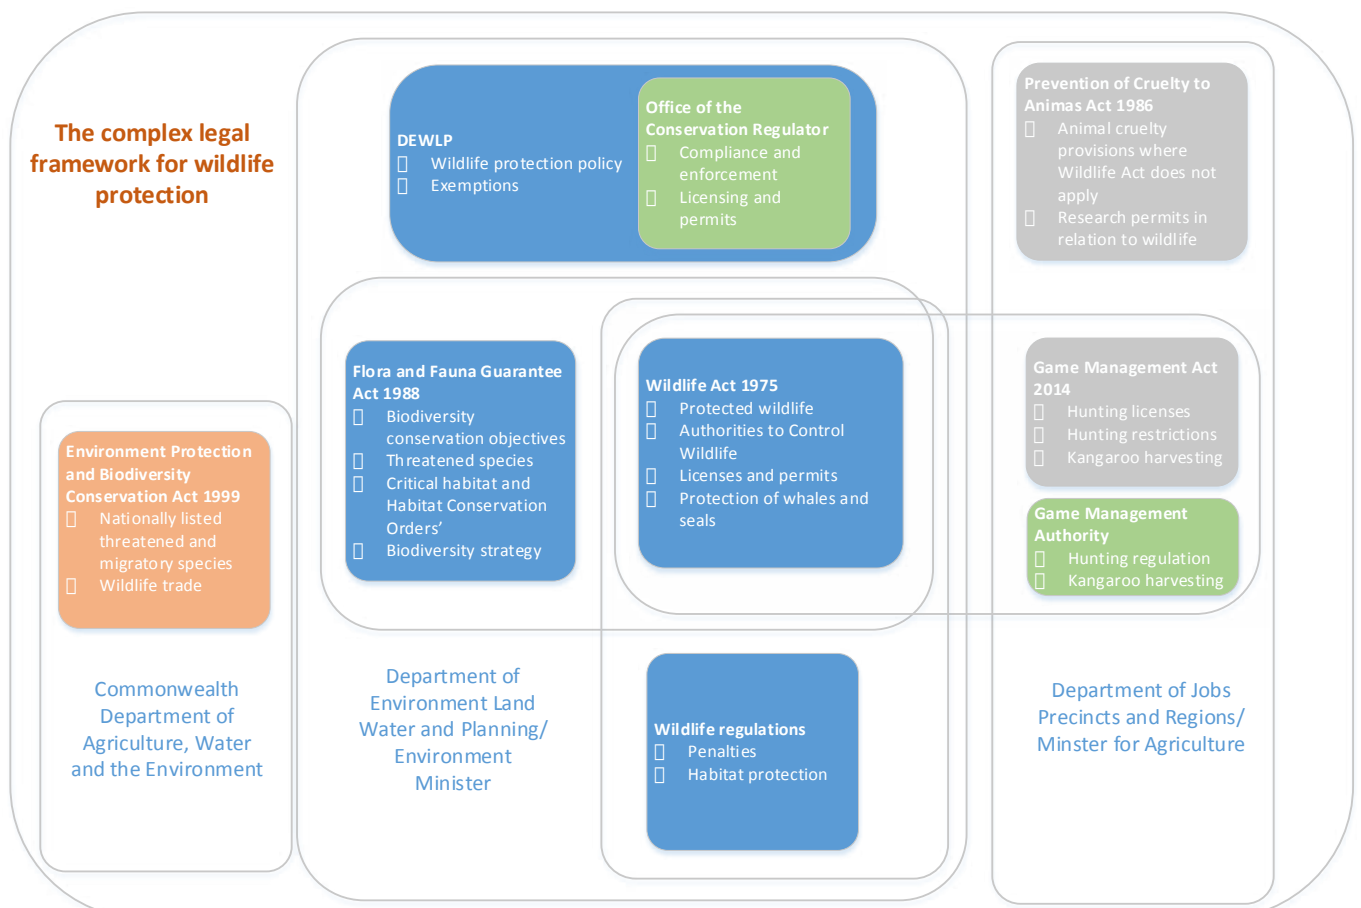 The complex legal
framework for wildlife
protection
DEWLP
Wildlife protection policy
Exemptions
Office of the
Conservation Regulator
Compliance and
enforcement
Licensing and
permits
Prevention of Cruelty to
Animas Act 1986
Animal cruelty
provisions where
Wildlife Act does not
apply
Research permits in
relation to wildlife
Flora and Fauna Guarantee
Act 1988
Biodiversity
conservation objectives
Threatened species
Critical habitat and
Habitat Conservation
Orders’
Biodiversity strategy
Wildlife Act 1975
Protected wildlife
Authorities to Control
Wildlife
Licenses and permits
Protection of whales and
seals
Game Management Act
2014
Hunting licenses
Hunting restrictions
Kangaroo harvesting
Game Management
Authority
Hunting regulation
Kangaroo harvesting
Environment Protection
and Biodiversity
Conservation Act 1999
Nationally listed
threatened and
migratory species
Wildlife trade
Commonwealth
Department of
Agriculture, Water
and the Environment
Department of
Environment Land
Water and Planning/
Environment
Minister
Wildlife regulations
Penalties
Habitat protection
Department of Jobs
Precincts and Regions/
Minster for Agriculture